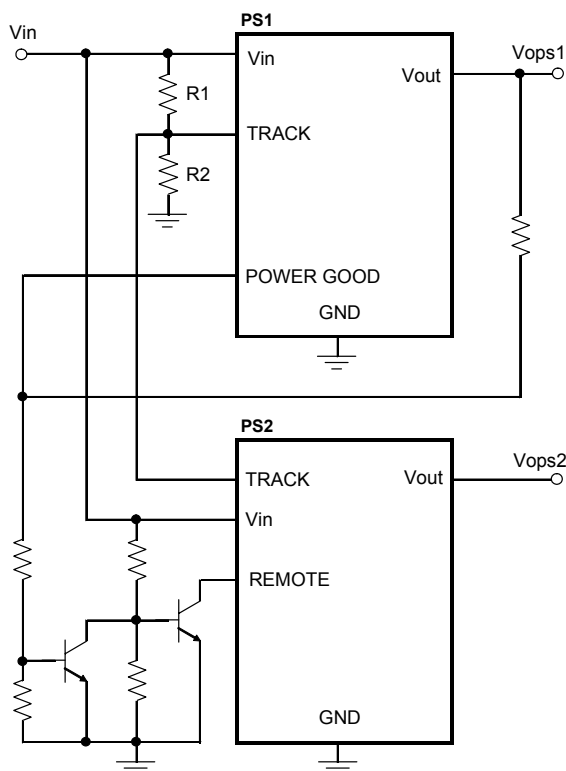 PS1
Vin
Vin
Vops1
Vout
R1
TRACK
R2
POWER GOOD
GND
PS2
Vops2
TRACK
Vout
Vin
REMOTE
GND